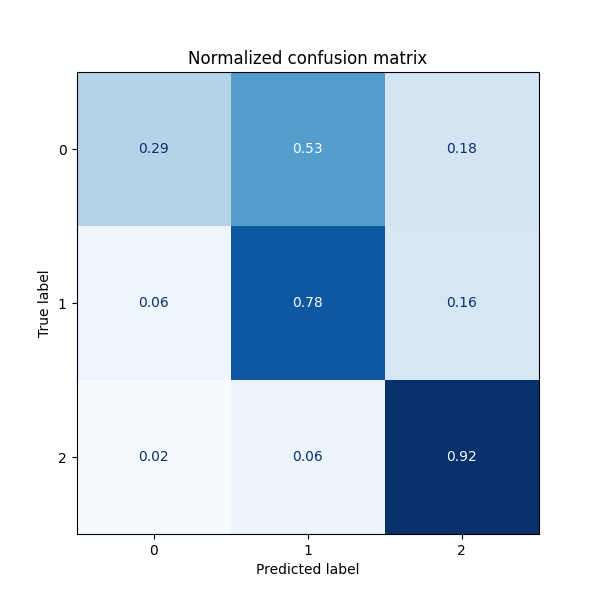 Normalized confusion matrix
True label
0
0.29 0.53 0.18
1
0.06 0.78 0.16
2
0.02 0.06 0.92
0 1 2
Predicted label